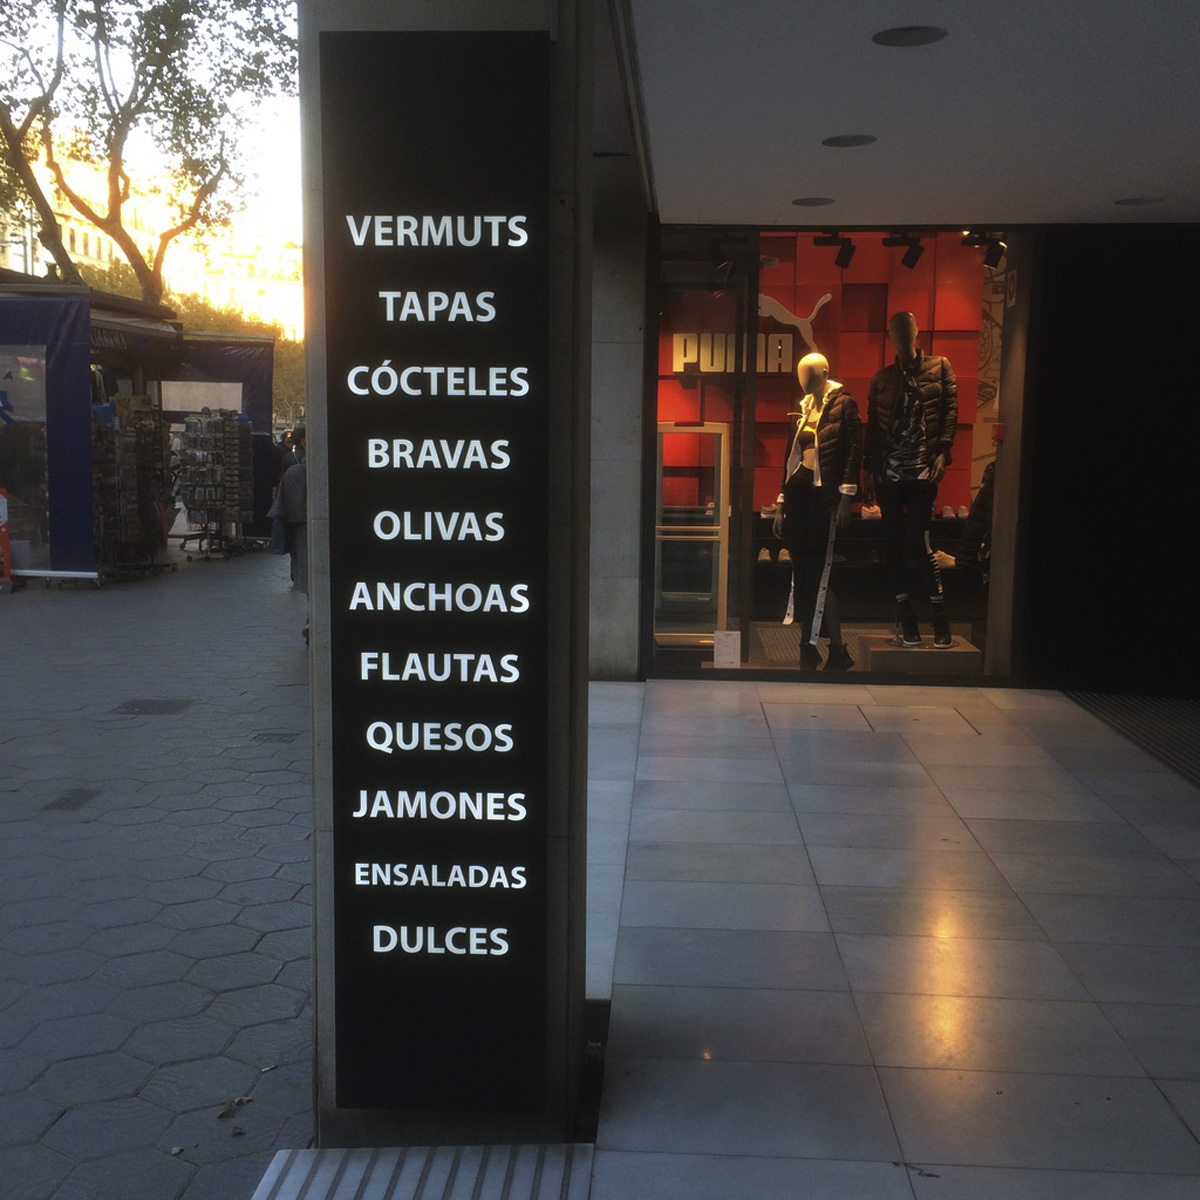 VERMUTS
TAPAS
CÓCTELES
BRAVAS
OLIVAS
ANCHOAS
FLAUTAS
QUESOS
JAMONES
ENSALADAS
DULCES
PUMA